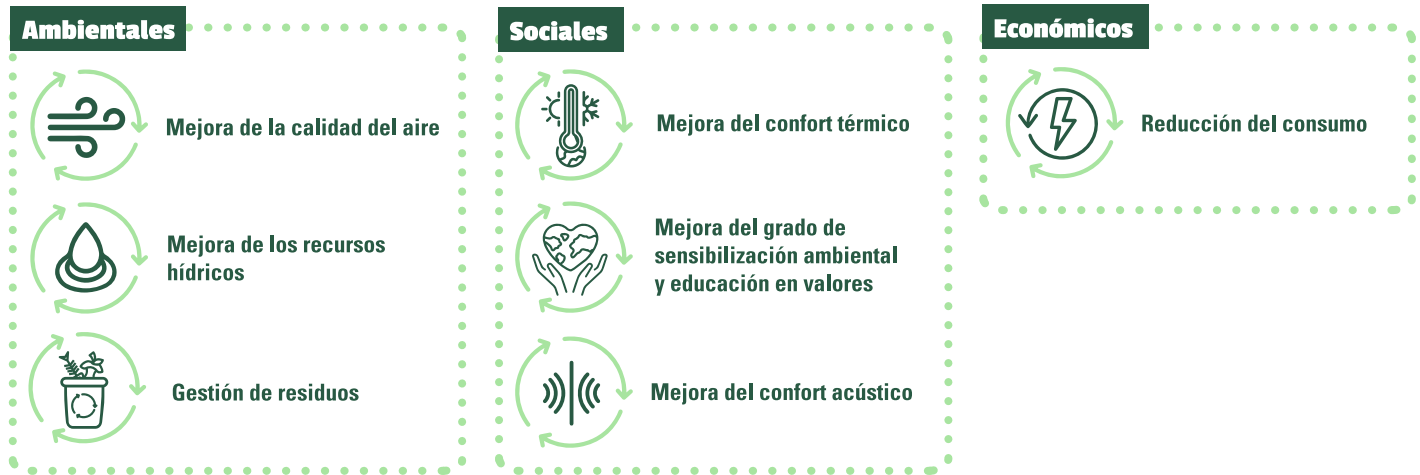 Ambientales
Mejora de la calidad del aire
Mejora de los recursos
hídricos
Gestión de residuos
Sociales
Mejora del confort térmico
Mejora del grado de
sensibilización ambiental
y educación en valores
Mejora del confort acústico
Económicos
Reducción del consumo